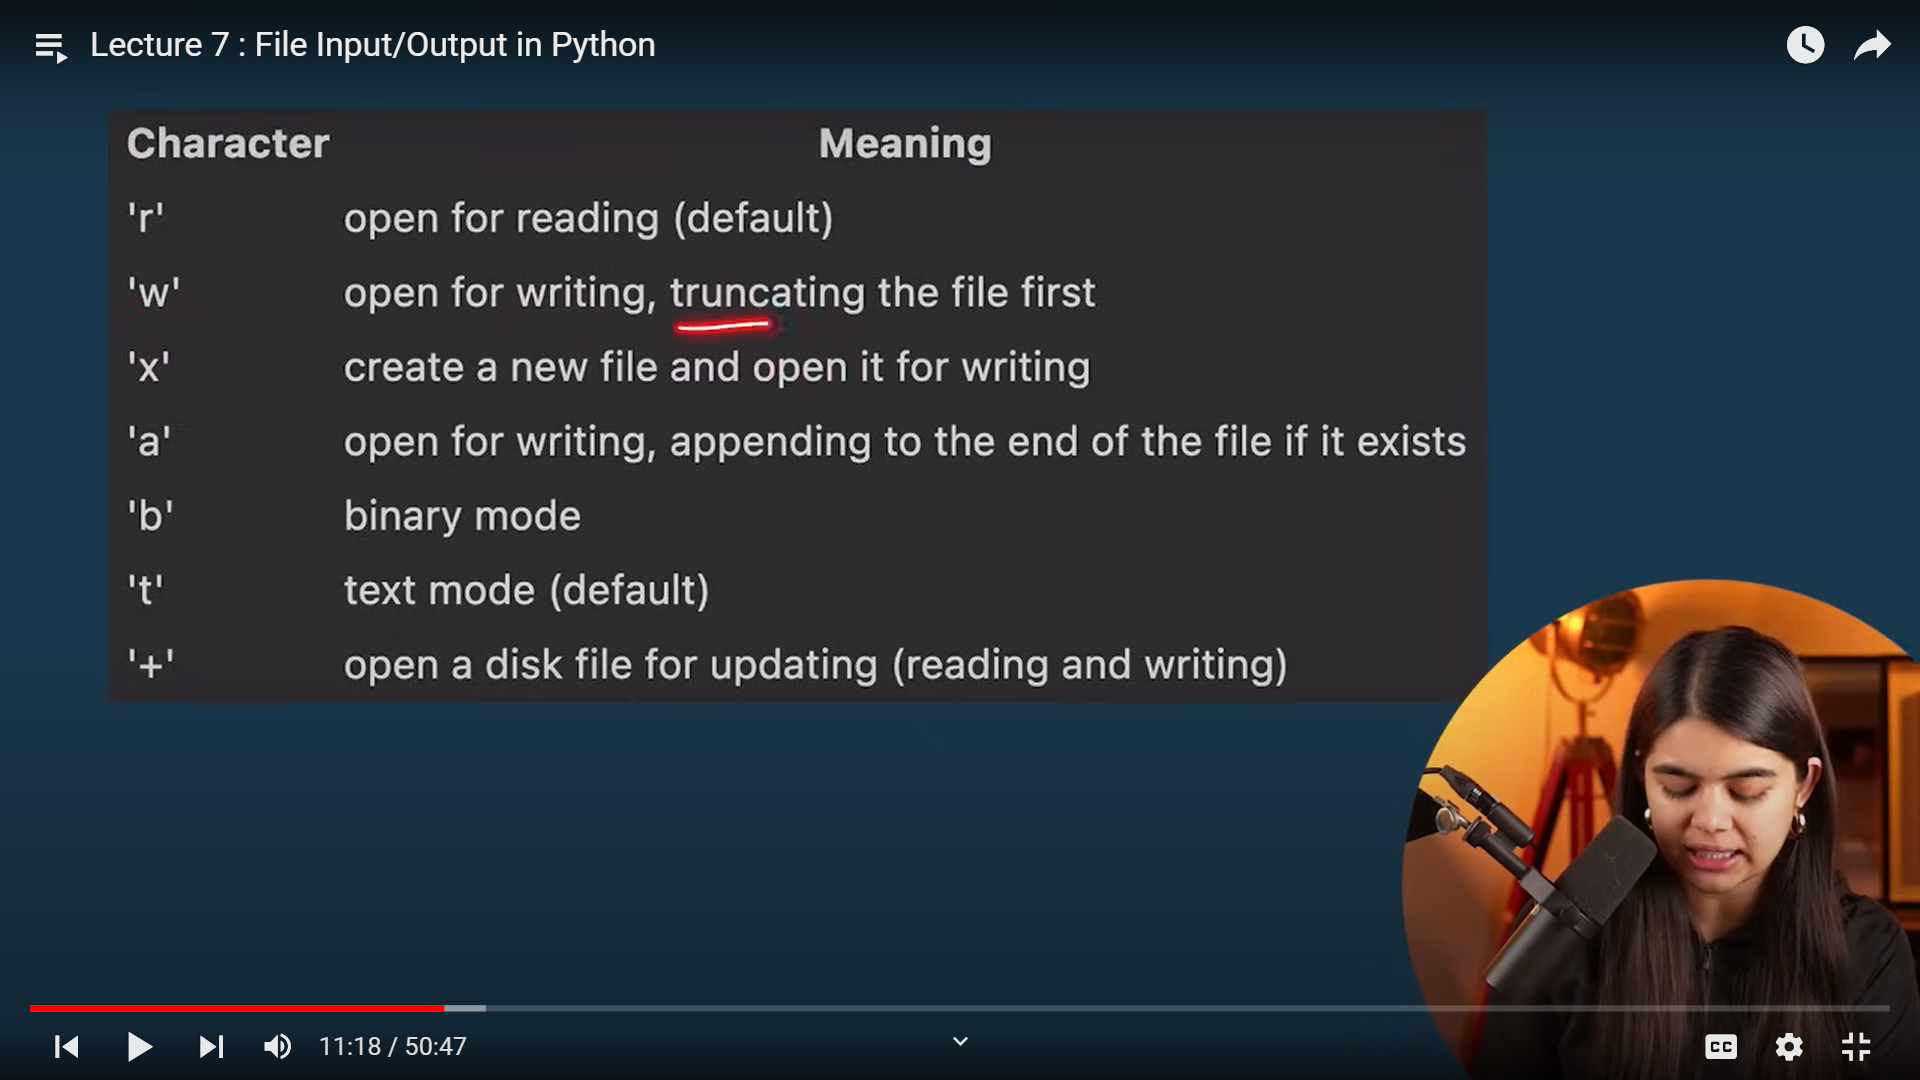 Lecture 7 : File Input/Output in Python
Character Meaning
'r' open for reading (default)
'w' open for writing, truncating the file first
'x' create a new file and open it for writing
'a' open for writing, appending to the end of the file if it exists
'b' binary mode
't' text mode (default)
'+' open a disk file for updating (reading and writing)
11:18 / 50:47
CC